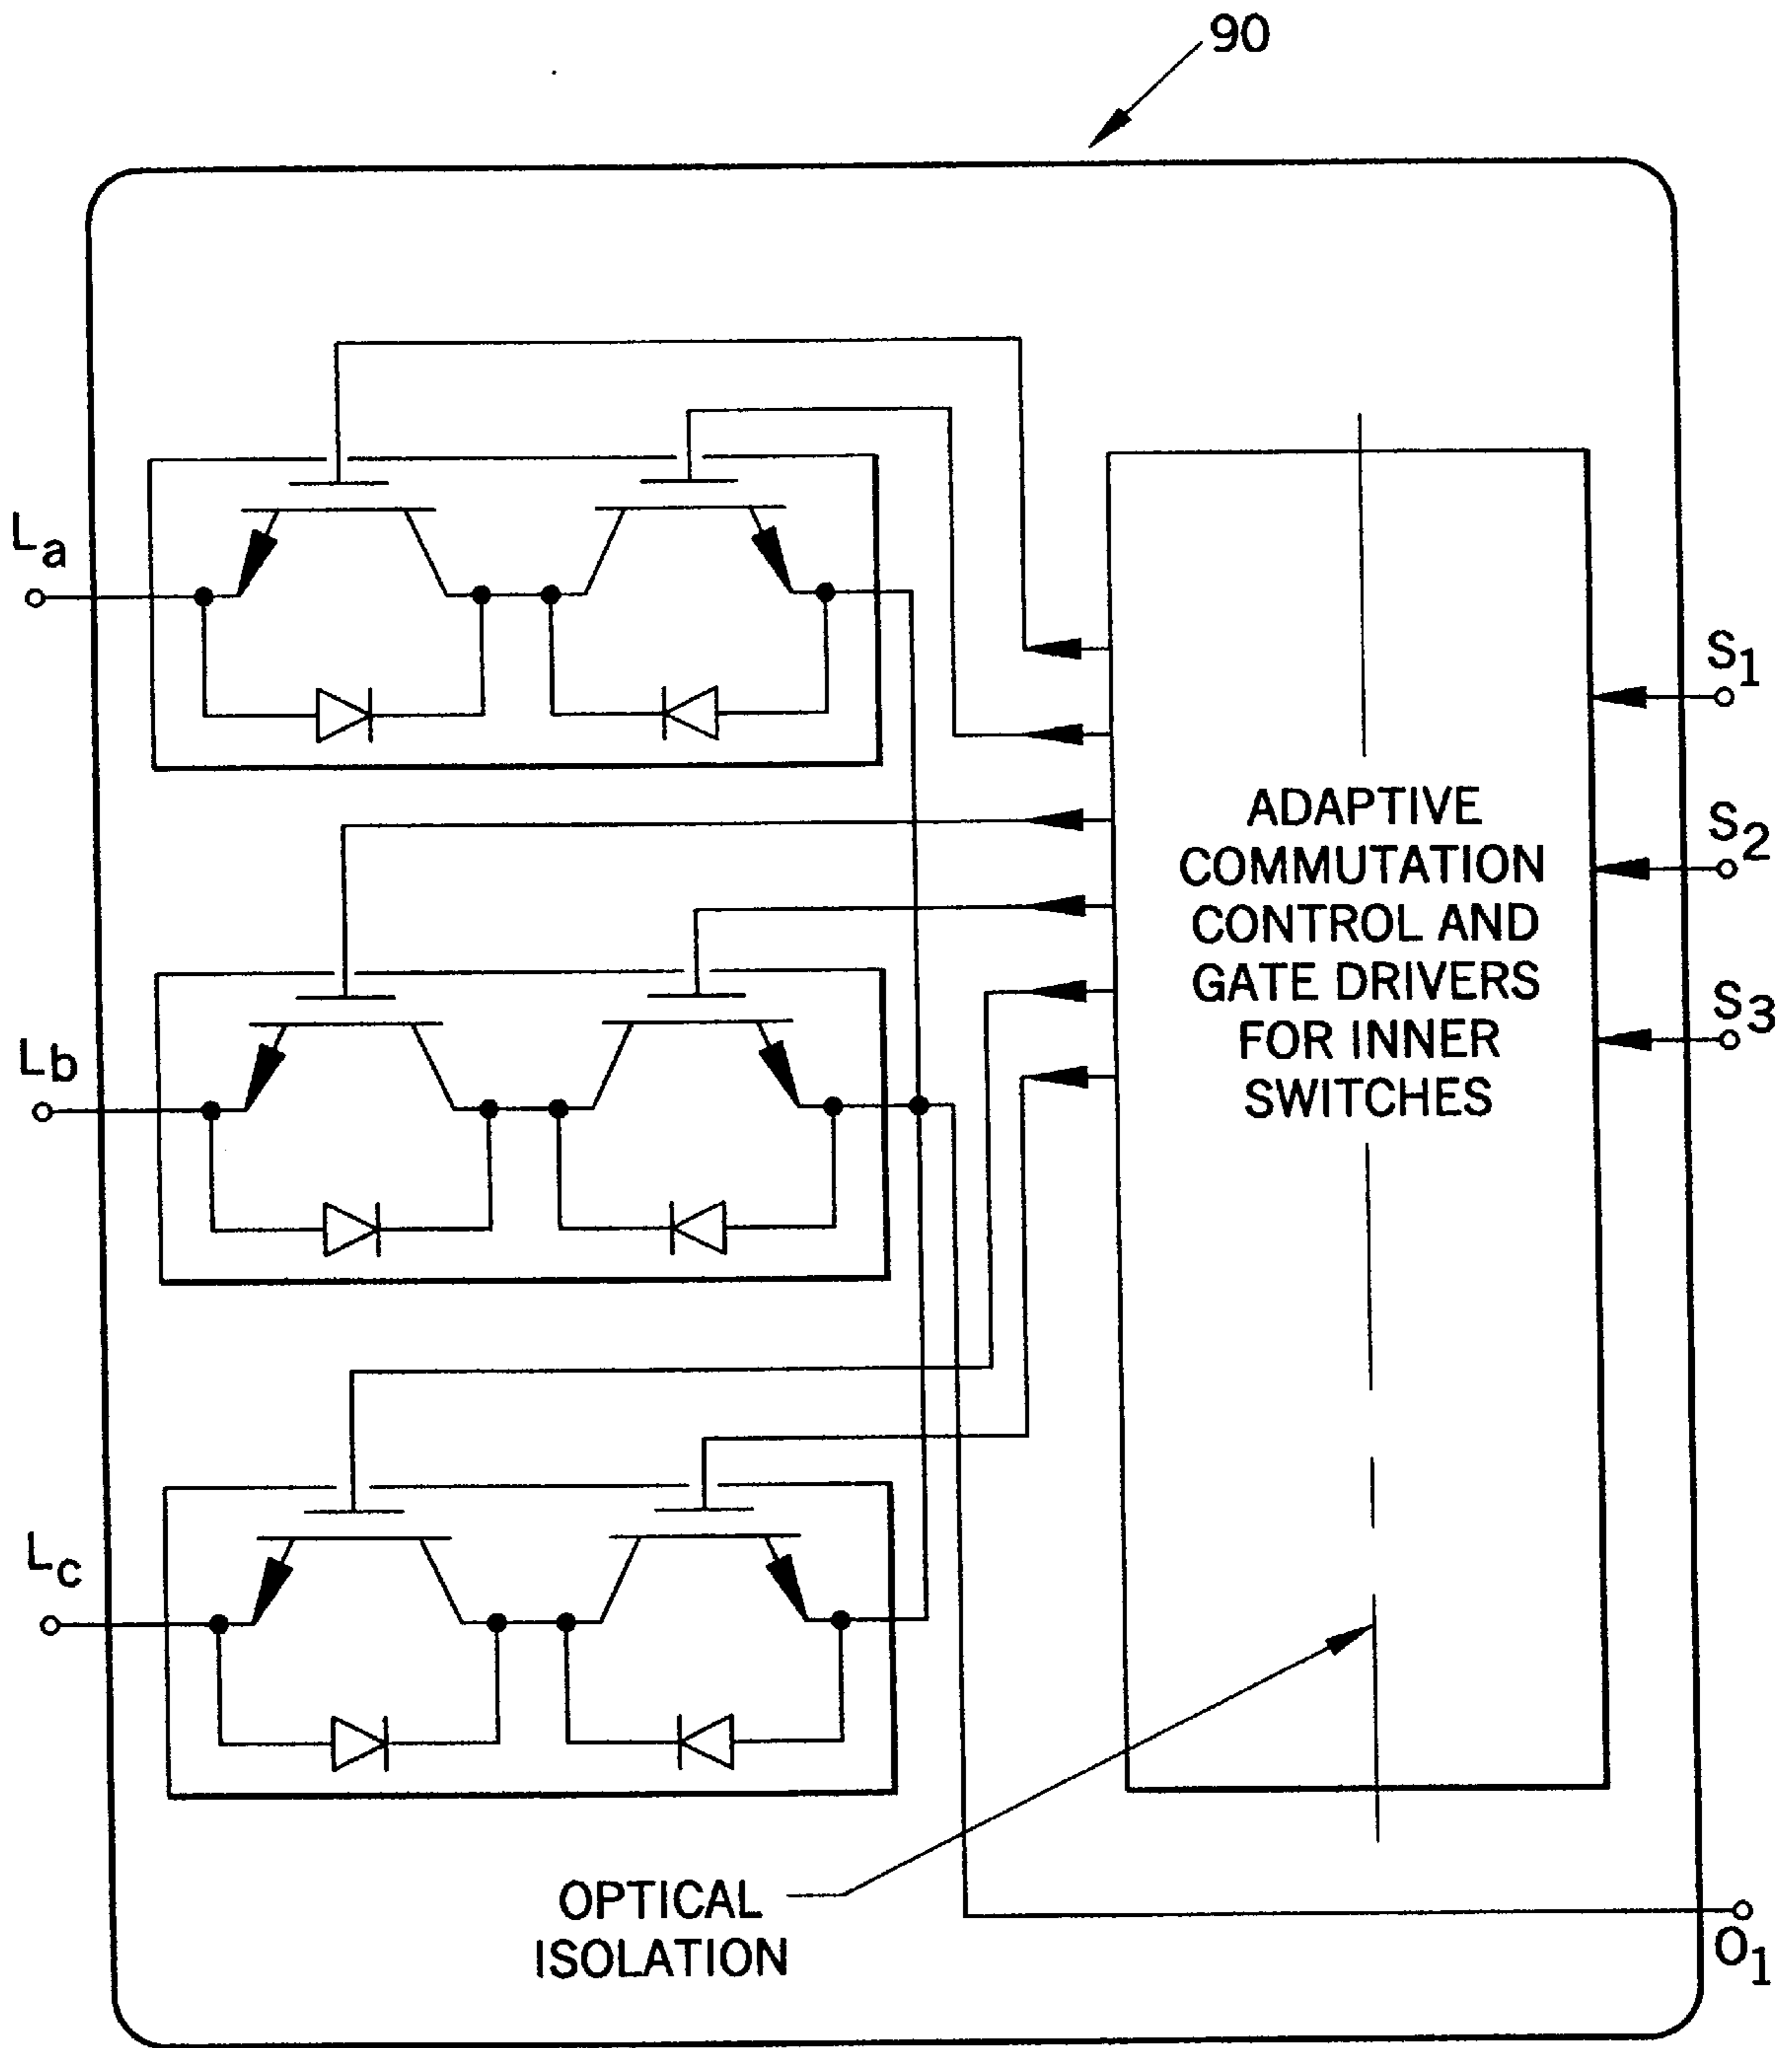 90
La
S1
ADAPTIVE
COMMUTATION
CONTROL AND
GATE DRIVERS
FOR INNER
SWITCHES
S2
S3
Lb
Lc
OPTICAL
ISOLATION
O1